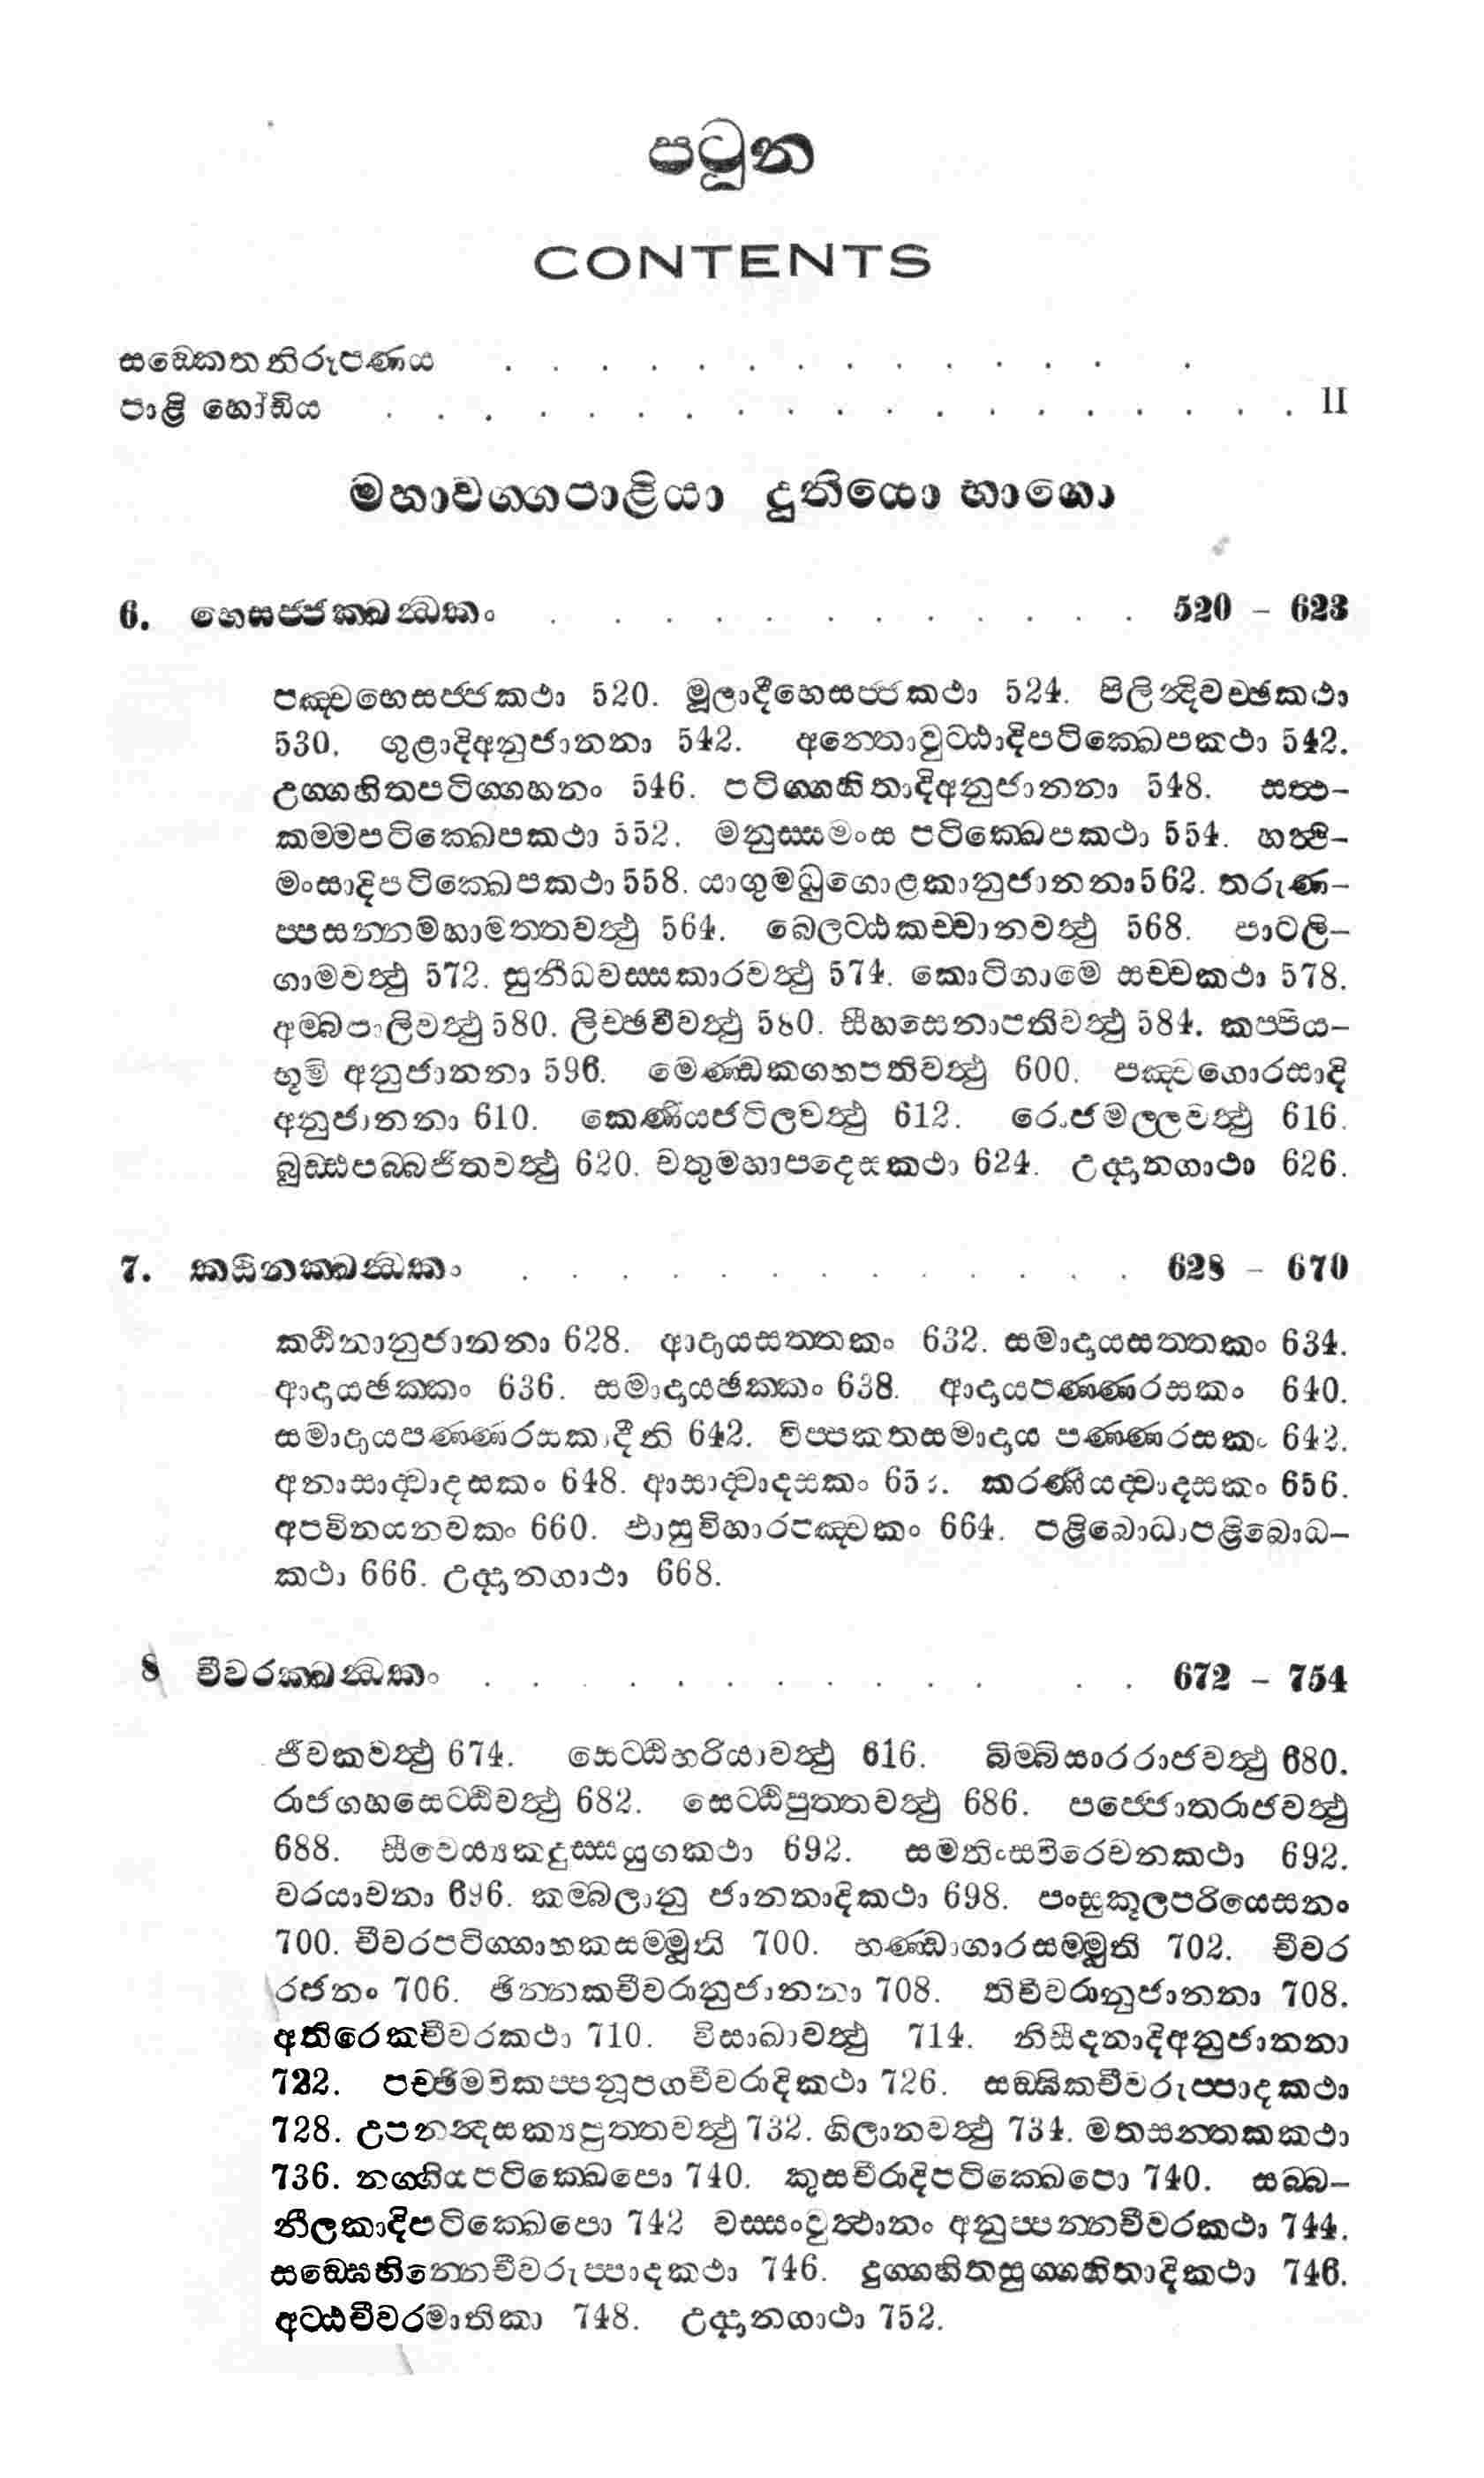 පටුන
CONTENTS
සඞ්කෙත නිරූපණය . . . . . . . . . . . . . .
පාළි හෝඩිය . . . . . . . . . . . . . . . . . . II
මහාවග්ගපාළියා දුතියො භාගො
6. භෙසජ්ජක්ඛන්ධකං . . . . . . . . . . . 520 – 623
පඤ්චභෙසජ්ජකථා 520. මූලාදීභෙසජ්ජකථා 524. පිලින්දිවච්ඡකථා
530. ගුළාදිඅනුජානනා 542. අන්තොවුට්ඨාදිපටික්ඛෙපකථා 542.
උග්ගහිතපටිග්ගහනං 546. පටිග්ගහිතාදිඅනුජානනා 548. සත්ථ–
කම්මපටික්ඛෙපකථා 552. මනුස්සමංස පටික්ඛෙපකථා 554. හත්ථි–
මංසාදිපටික්ඛෙපකථා 558. යාගුමධුගොළකානුජානනා 562. තරුණ–
ප්පසන්නමහාමත්තවත්ථු 564. බෙලට්ඨකච්චානවත්ථු 568. පාටලි–
ගාමවත්ථු 572. සුනීධවස්සකාරවත්ථු 574. කොටිගාමෙ සච්චකථා 578.
අම්බපාලිවත්ථු 580. ලිච්ඡවීවත්ථු 580. සීහසෙනාපතිවත්ථු 584. කප්පිය–
භූමි අනුජානනා 596. මෙණ්ඩකගහපතිවත්ථු 600. පඤ්චගොරසාදි
අනුජානනා 610. කෙණියජටිලවත්ථු 612. රොජමල්ලවත්ථු 616.
බුඩ්ඪපබ්බජිතවත්ථු 620. චතුමහාපදෙසකථා 624. උද්දානගාථා 626.
7. කඨිනක්ඛන්ධකං . . . . . . . . . . . . . 628 – 670
කඨිනානුජානනා 628. ආදායසත්තකං 632. සමාදායසත්තකං 634.
ආදායඡක්කං 636. සමාදායඡක්කං 638. ආදායපණ්ණරසකං 640.
සමාදායපණ්ණරසකාදීනි 642. විප්පකතසමාදාය පණ්ණරසකං 642.
අනාසාද්වාදසකං 648. ආසාද්වාදසකං 65 . කරණීයද්වාදසකං 656.
අපවිනයනවකං 660. ඵාසුවිහාරපඤ්චකං 664. පළිබොධාපළිබොධ–
කථා 666. උද්දානගාථා 668.
8 චීවරක්ඛන්ධකං . . . . . . . . . . . . . 672 – 754
ජීවකවත්ථු 674. සෙට්ඨිභරියාවත්ථු 616. බිම්බිසාරරාජවත්ථු 680.
රාජගහසෙට්ඨිවත්ථු 682. සෙට්ඨිපුත්තවත්ථු 686. පජ්ජොතරාජවත්ථු
688. සීවෙය්‍යකදුස්සයුගකථා 692. සමතිංසවිරෙචනකථා 692.
වරයාචනා 696. කම්බලානු ජානනාදිකථා 698. පංසුකූලපරියෙසනං
700. චීවරපටිග්ගාහකසම්මුති 700. භණ්ඩාගාරසම්මුති 702. චීවර
රජනං 706. ඡින්නකචීවරානුජානනා 708. තිචීවරානුජානනා 708.
අතිරෙකචීවරකථා 710. විසාඛාවත්ථු 714. නිසීදනාදිඅනුජානනා
722. පච්ඡිමවිකප්පනූපගචීවරාදිකථා 726. සඞ්ඝිකචීවරුප්පාදකථා
728. උපනන්දසක්‍යපුත්තවත්ථු 732. ගිලානවත්ථු 734. මතසන්තකකථා
736. නග්ගියපටික්ඛෙපො 740. කුසචීරාදිපටික්ඛෙපො 740. සබ්බ–
නීලකාදිපටික්ඛෙපො 742 වස්සංවුත්ථානං අනුප්පන්නචීවරකථා 744.
සඞ්ඝෙභින්නෙචීවරුප්පාදකථා 746. දුග්ගහිතසුග්ගහිතාදිකථා 746.
අට්ඨචීවරමාතිකා 748. උද්දානගාථා 752.